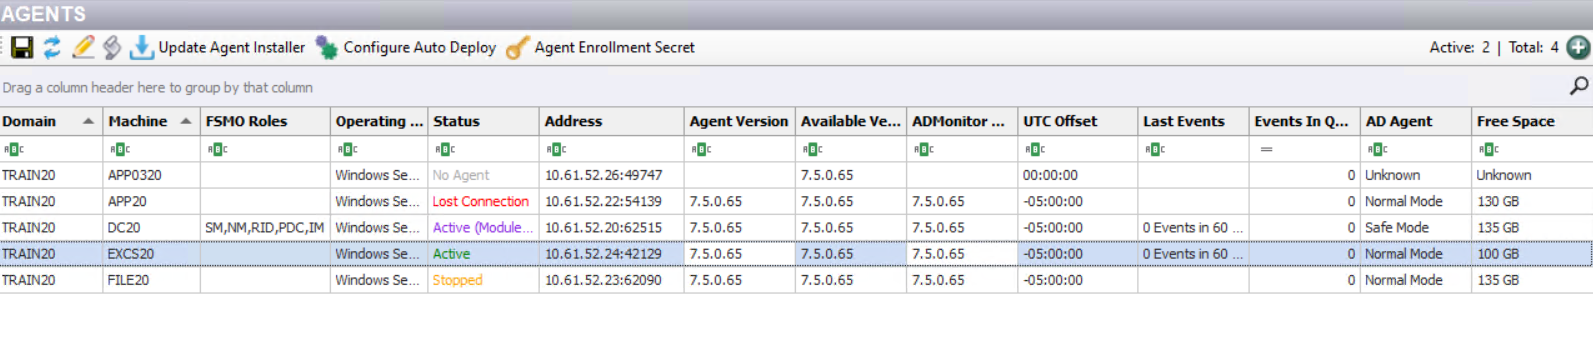 AGENTS
Update Agent Installer Configure Auto Deploy Agent Enrollment Secret Active: 2 | Total: 4
Drag a column header here to group by that column
Domain Machine FSMO Roles Operating ... Status Address Agent Version Available Ve... ADMonitor ... UTC Offset Last Events Events In Q... AD Agent Free Space
ABC ABC ABC ABC ABC ABC ABC ABC ABC ABC ABC = ABC ABC
TRAIN20 APP0320 Windows Se... No Agent 10.61.52.26:49747 7.5.0.65 00:00:00 0 Unknown Unknown
TRAIN20 APP20 Windows Se... Lost Connection 10.61.52.22:54139 7.5.0.65 7.5.0.65 7.5.0.65 -05:00:00 0 Normal Mode 130 GB
TRAIN20 DC20 SM,NM,RID,PDC,IM Windows Se... Active (Module... 10.61.52.20:62515 7.5.0.65 7.5.0.65 7.5.0.65 -05:00:00 0 Events in 60 ... 0 Safe Mode 135 GB
TRAIN20 EXCS20 Windows Se... Active 10.61.52.24:42129 7.5.0.65 7.5.0.65 7.5.0.65 -05:00:00 0 Events in 60 ... 0 Normal Mode 100 GB
TRAIN20 FILE20 Windows Se... Stopped 10.61.52.23:62090 7.5.0.65 7.5.0.65 7.5.0.65 -05:00:00 0 Normal Mode 135 GB